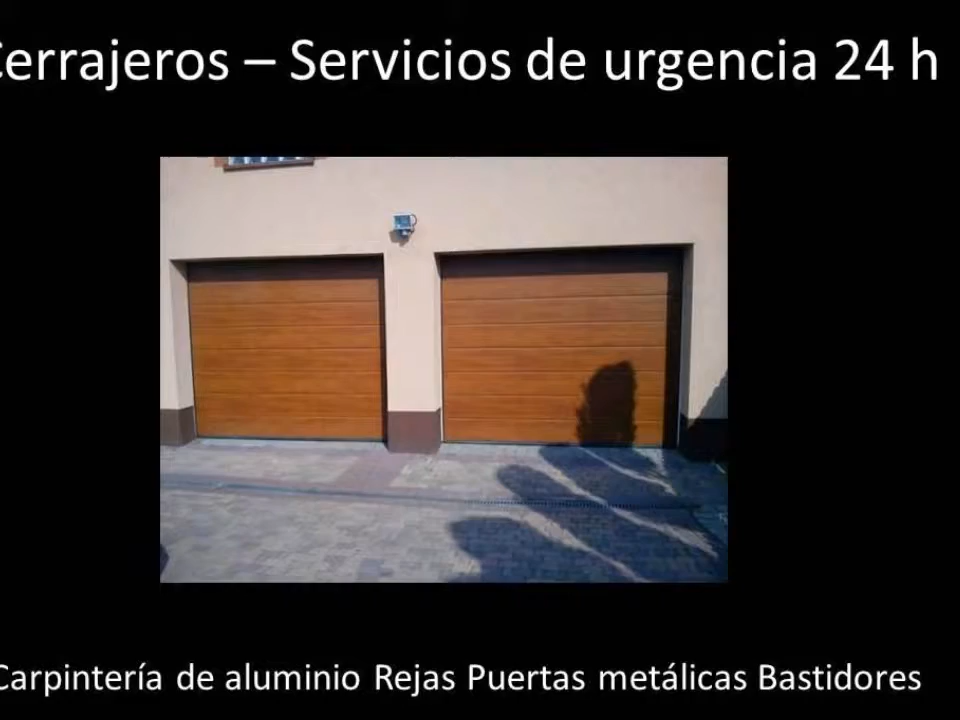 Cerrajeros – Servicios de urgencia 24 h
Carpintería de aluminio Rejas Puertas metálicas Bastidores